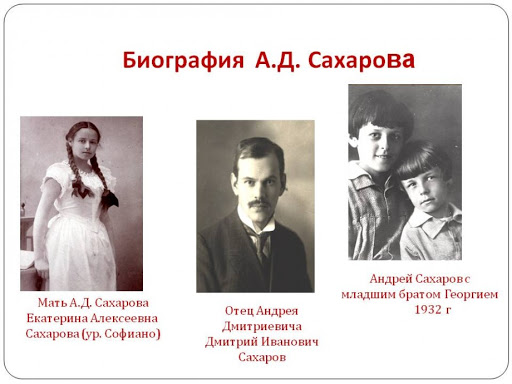 Биография А.Д. Сахарова
Мать А.Д. Сахарова
Екатерина Алексеевна
Сахарова (ур. Софиано)
Отец Андрея
Дмитриевича
Дмитрий Иванович
Сахаров
Андрей Сахаров с
младшим братом Георгием
1932 г